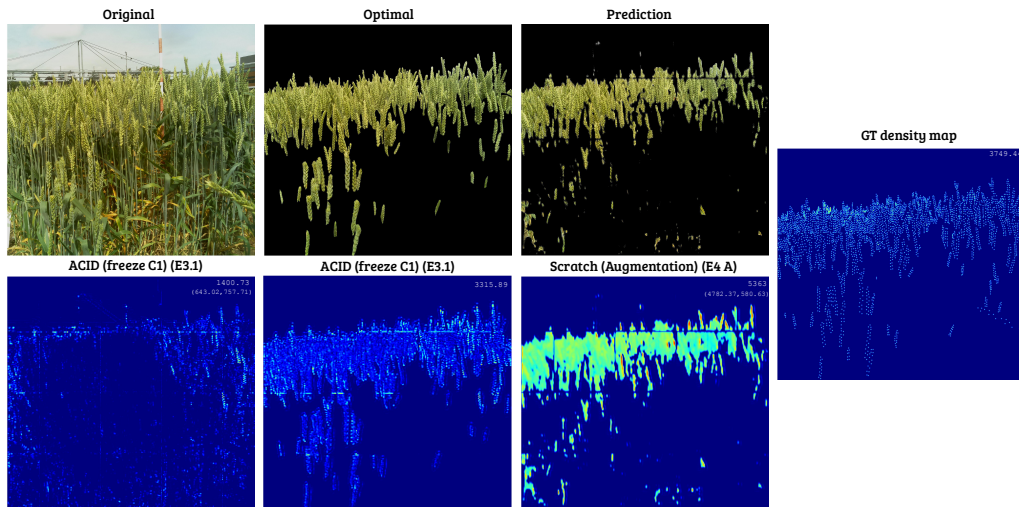 Original
Optimal
Prediction
GT density map
3749.44
ACID (freeze C1) (E3.1)
ACID (freeze C1) (E3.1)
Scratch (Augmentation) (E4 A)
1400.73
(643.02,757.71)
3315.89
5363
(4782.37,580.63)